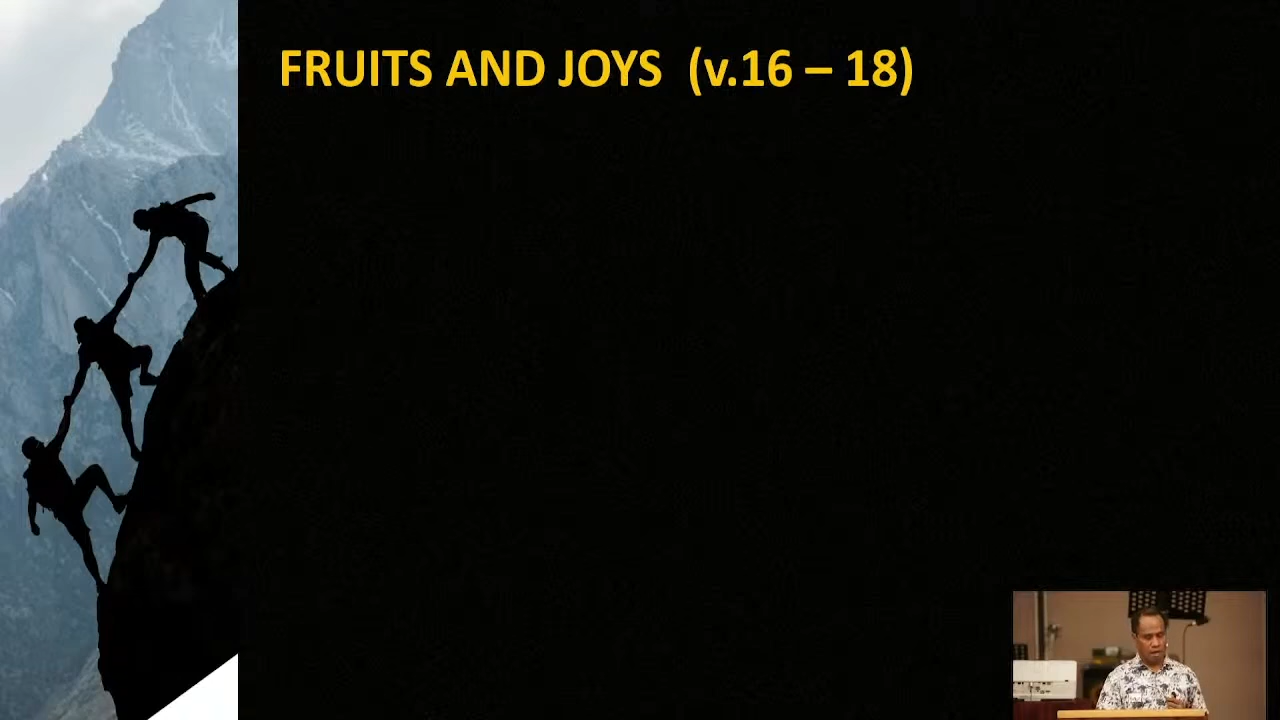 FRUITS AND JOYS (v.16 – 18)